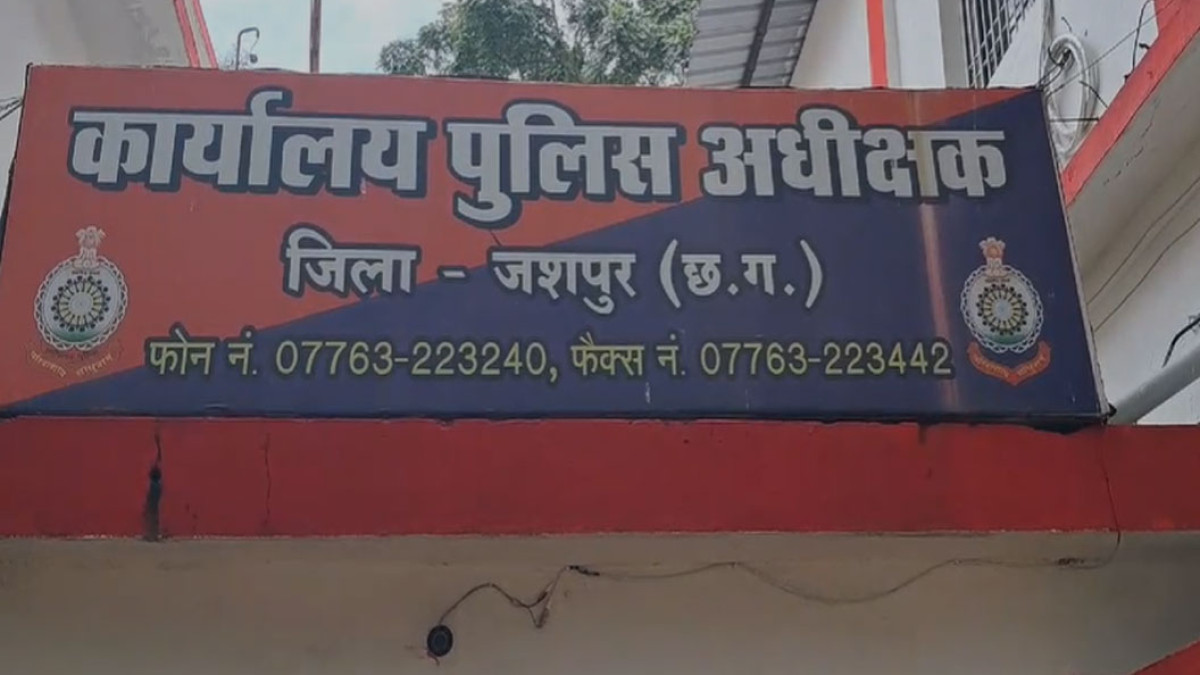 कार्यालय पुलिस अधीक्षक
जिला - जशपुर (छ.ग.)
फोन नं. 07763-223240, फैक्स नं. 07763-223442